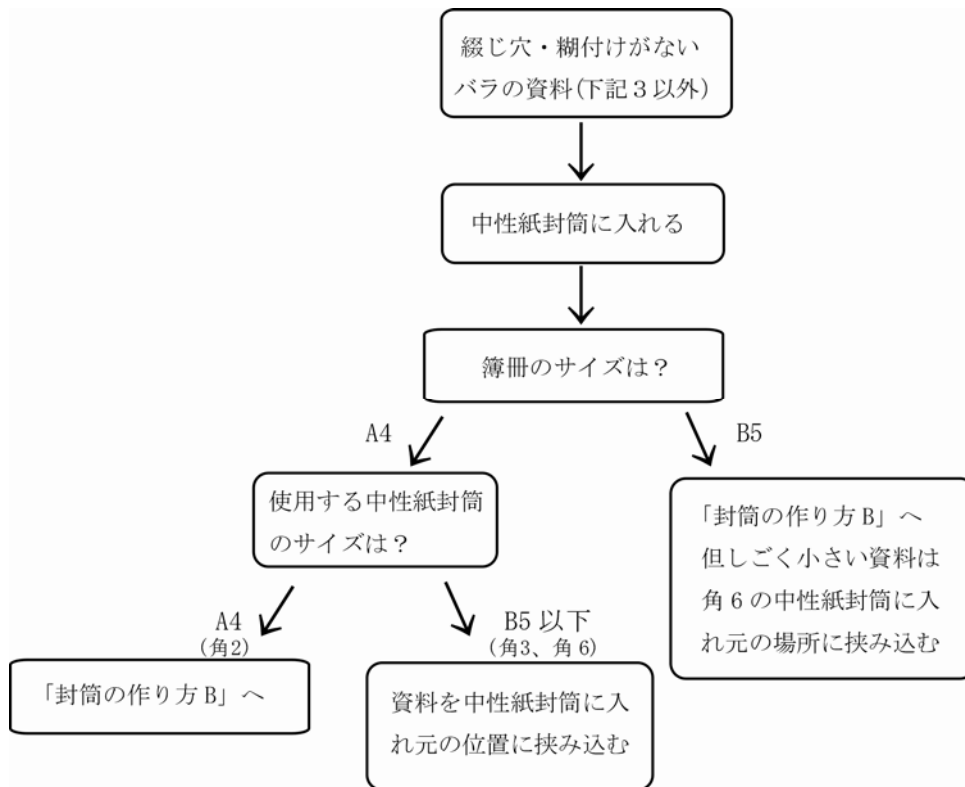 綴じ穴・糊付けがない
バラの資料(下記3以外)
中性紙封筒に入れる
簿冊のサイズは?
A4
B5
使用する中性紙封筒
のサイズは?
「封筒の作り方B」へ
但しごく小さい資料は
角6の中性紙封筒に入
れ元の場所に挟み込む
A4
(角2)
B5以下
(角3、角6)
「封筒の作り方B」へ
資料を中性紙封筒に入
れ元の位置に挟み込む